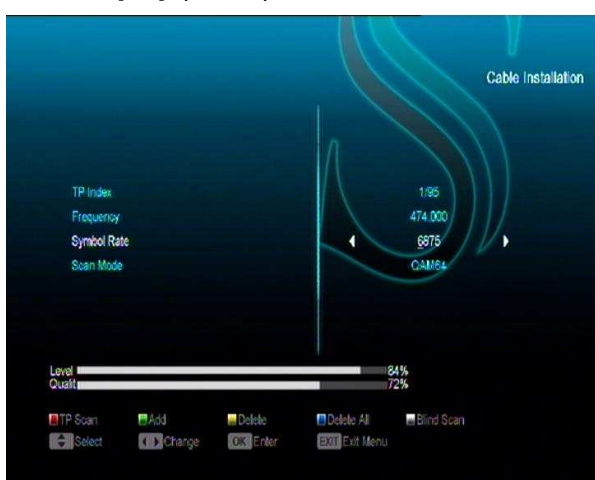 Cable Installation
TP Index 1/95
Frequency 474.000
Symbol Rate 6875
Scan Mode QAM64
Level 84%
Qualit 72%
TP Scan Add Delete Delete All Blind Scan
Select Change OK Enter EXIT Exit Menu